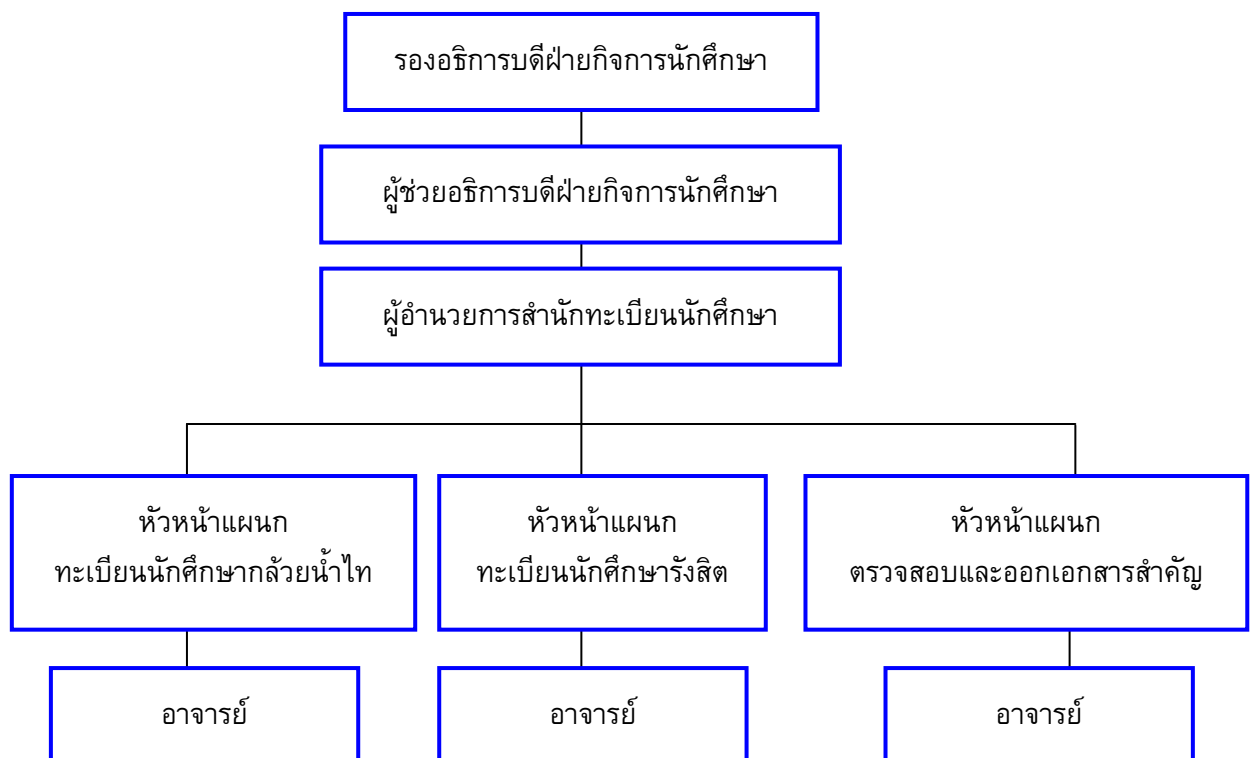 รองอธิการบดีฝ่ายกิจการนักศึกษา
ผู้ช่วยอธิการบดีฝ่ายกิจการนักศึกษา
ผู้อำนวยการสำนักทะเบียนนักศึกษา
หัวหน้าแผนก
ทะเบียนนักศึกษากล้วยน้ำไท
หัวหน้าแผนก
ทะเบียนนักศึกษารังสิต
หัวหน้าแผนก
ตรวจสอบและออกเอกสารสำคัญ
อาจารย์
อาจารย์
อาจารย์